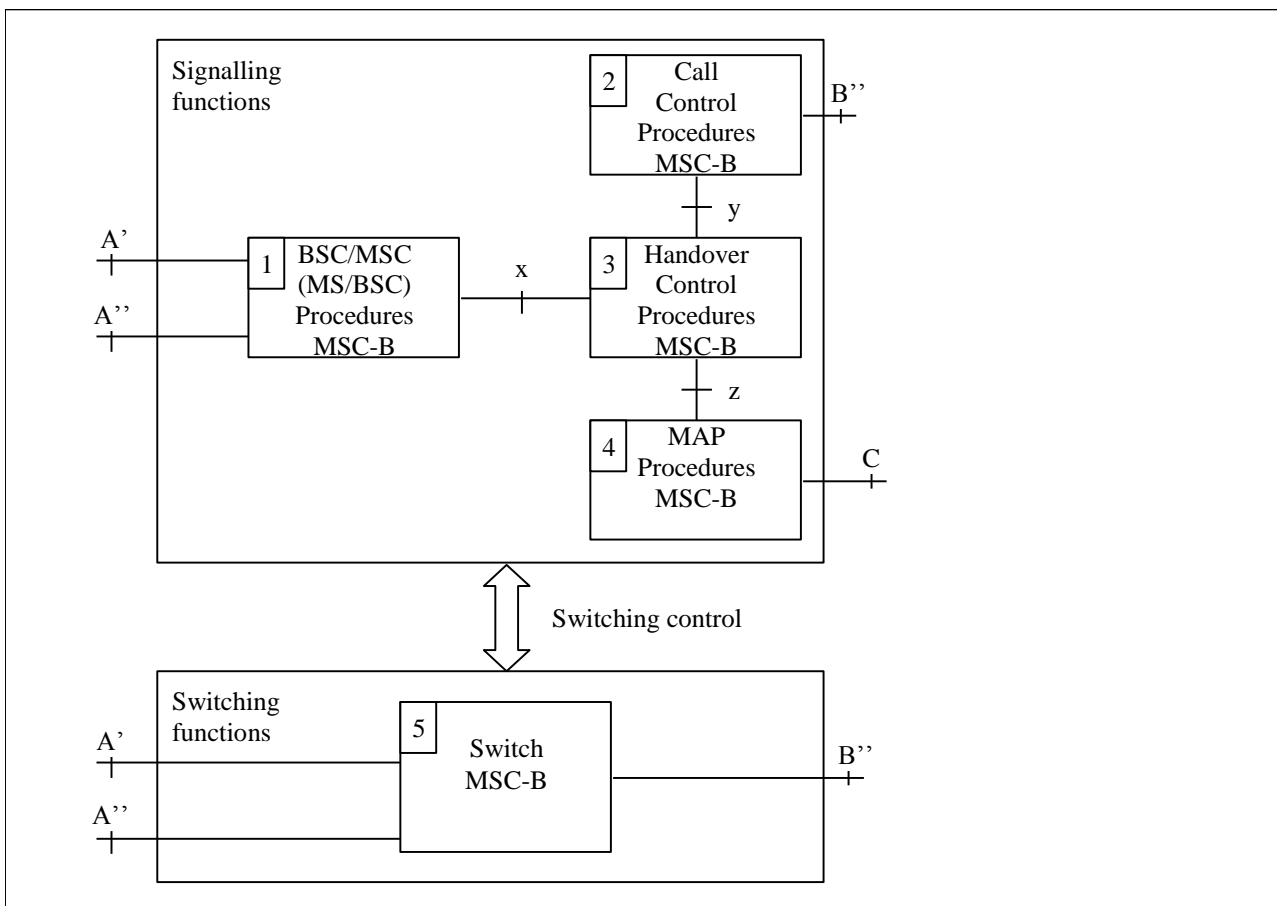 Signalling
functions
2
Call
Control
Procedures
MSC-B
B’’
y
A’
A’’
1
BSC/MSC
(MS/BSC)
Procedures
MSC-B
x
3
Handover
Control
Procedures
MSC-B
z
4
MAP
Procedures
MSC-B
C
Switching control
Switching
functions
A’
A’’
5
Switch
MSC-B
B’’